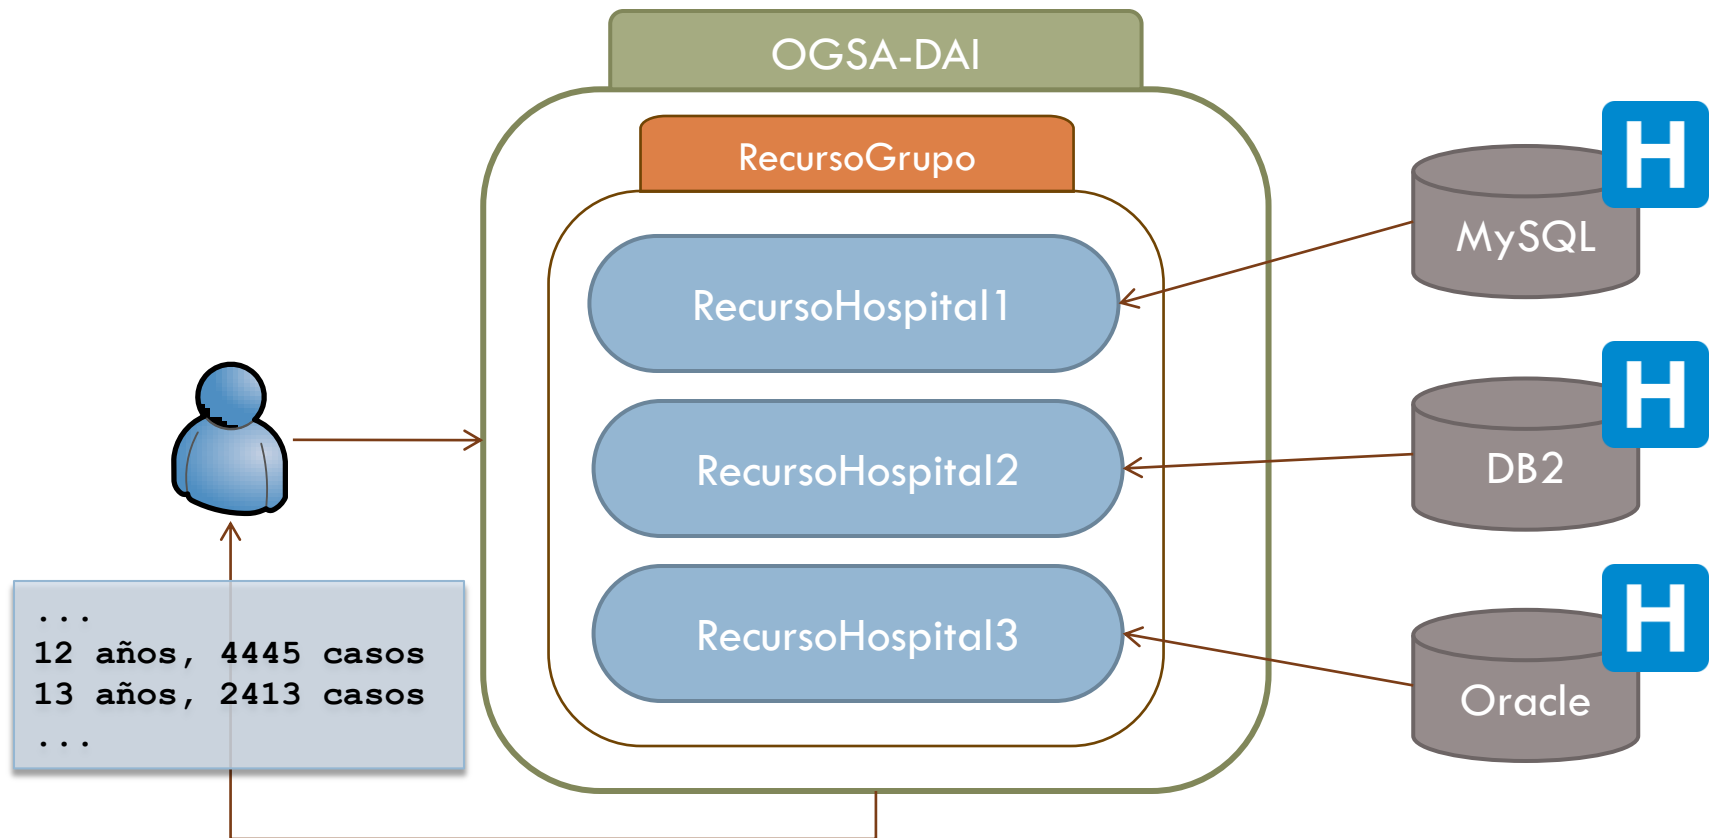 OGSA-DAI
RecursoGrupo
RecursoHospital1
RecursoHospital2
RecursoHospital3
H
MySQL
H
DB2
H
Oracle
...
12 años, 4445 casos
13 años, 2413 casos
...